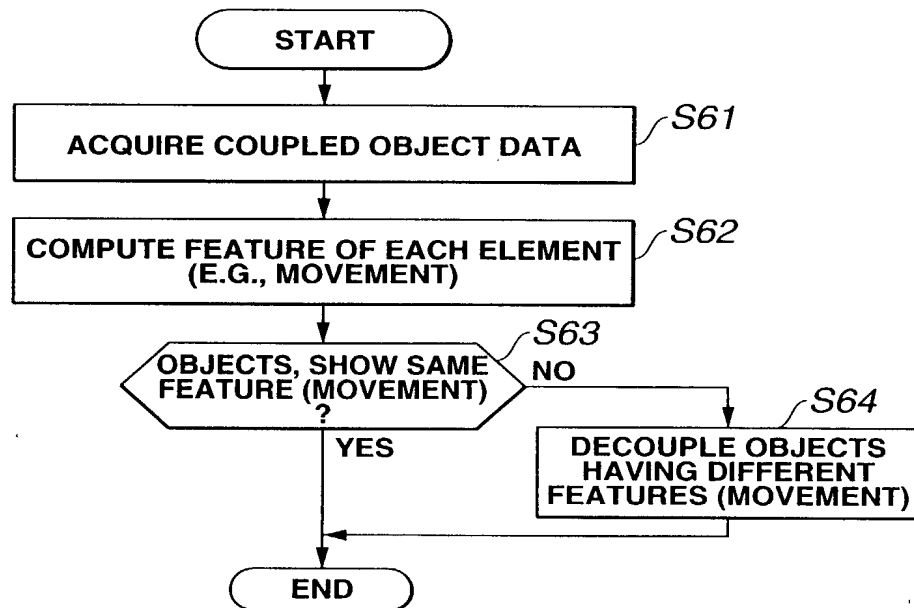 START
ACQUIRE COUPLED OBJECT DATA
S61
COMPUTE FEATURE OF EACH ELEMENT
(E.G., MOVEMENT)
S62
OBJECTS, SHOW SAME
FEATURE (MOVEMENT)
?
S63
NO
YES
DECOUPLE OBJECTS
HAVING DIFFERENT
FEATURES (MOVEMENT)
S64
END